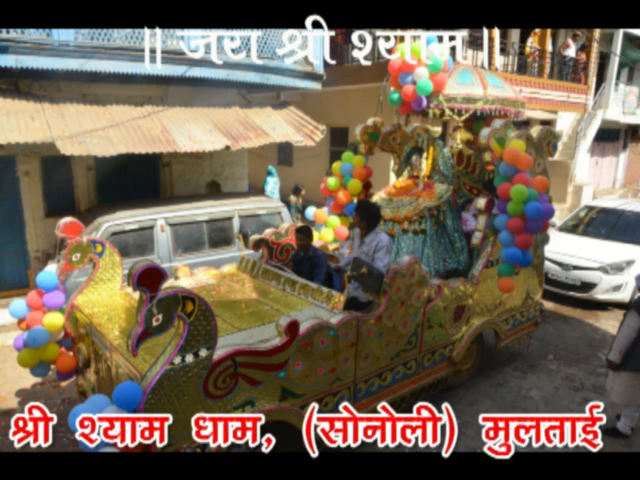 ॥ जय श्री श्याम ॥
श्री श्याम धाम, (सोनोली) मुलताई